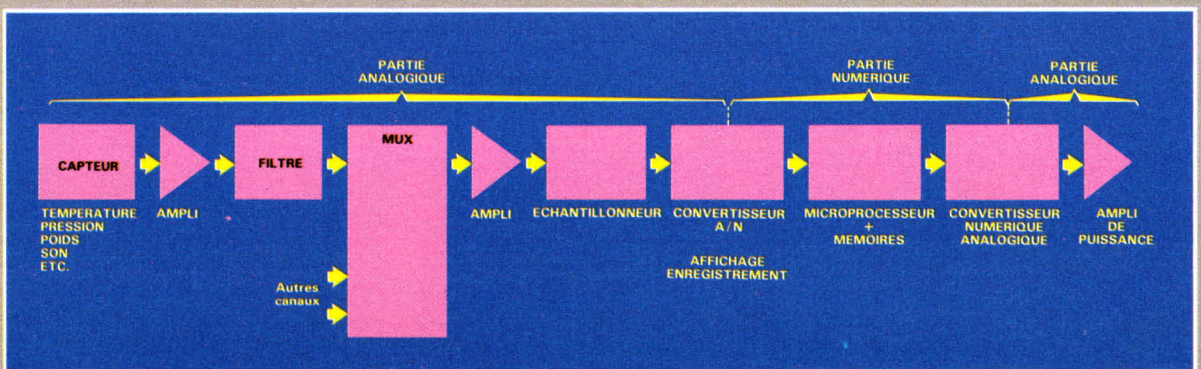 PARTIE
ANALOGIQUE
PARTIE
NUMERIQUE
PARTIE
ANALOGIQUE
CAPTEUR
FILTRE
MUX
TEMPERATURE
PRESSION
POIDS
SON
ETC.
AMPLI
AMPLI
ECHANTILLONNEUR
CONVERTISSEUR
A/N
AFFICHAGE
ENREGISTREMENT
MICROPROCESSEUR
+
MEMOIRES
CONVERTISSEUR
NUMERIQUE
ANALOGIQUE
AMPLI
DE
PUISSANCE
Autres
canaux